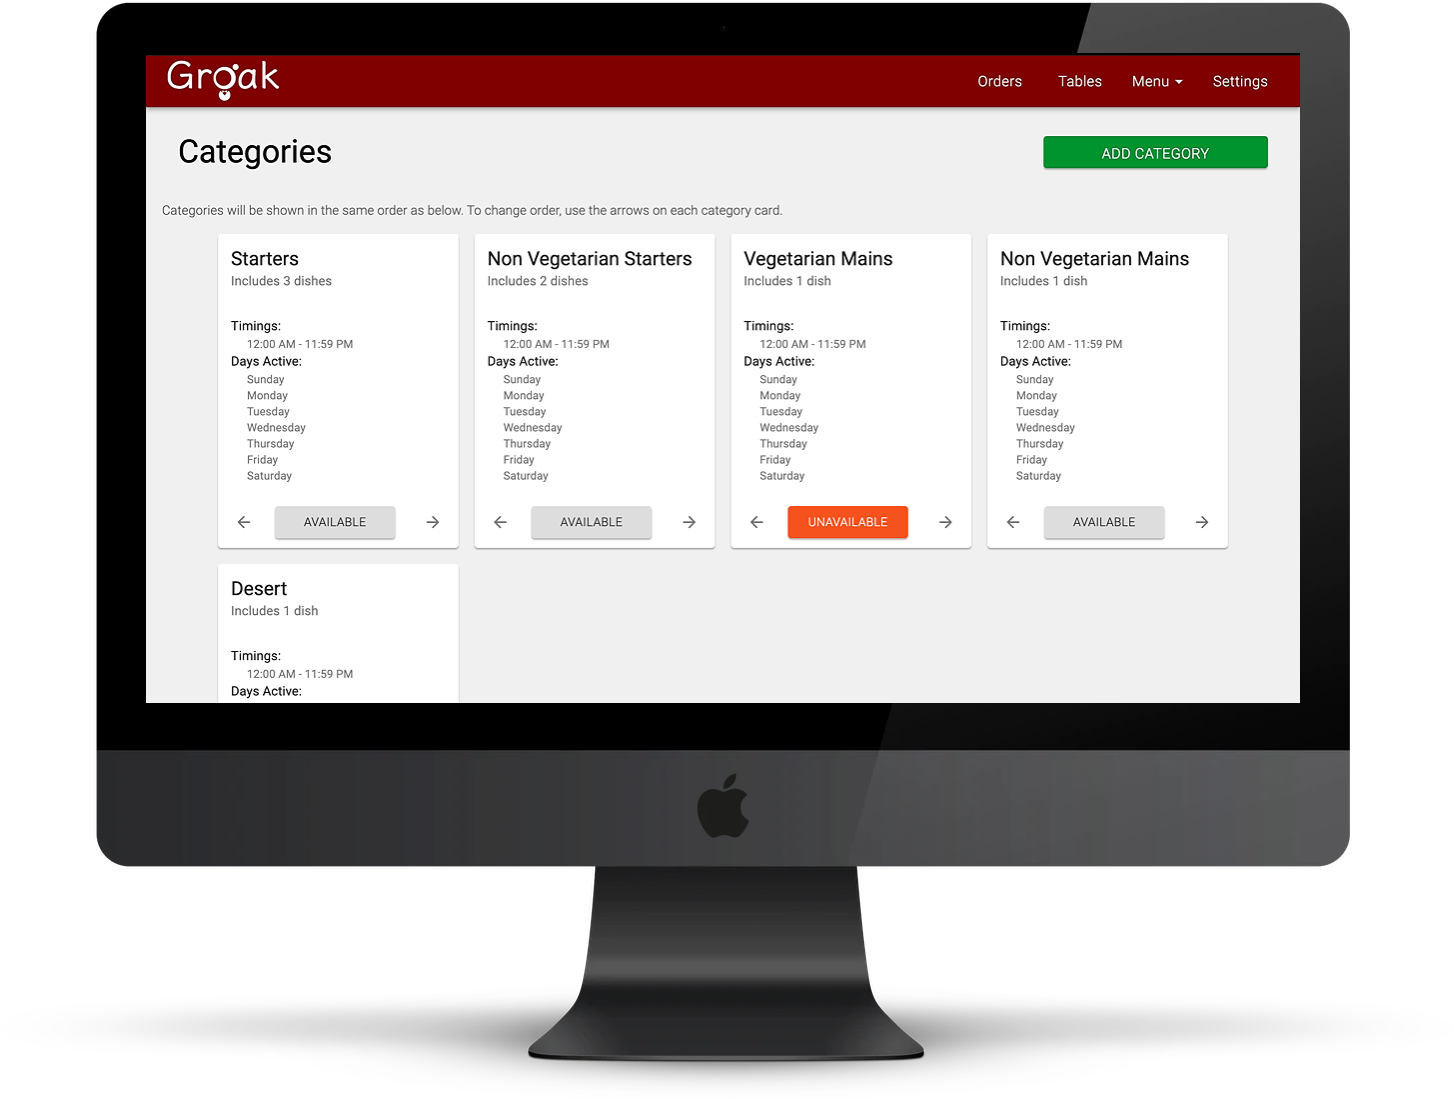 Groak
Orders Tables Menu Settings
Categories
ADD CATEGORY
Categories will be shown in the same order as below. To change order, use the arrows on each category card.
Starters
Includes 3 dishes
Timings:
12:00 AM - 11:59 PM
Days Active:
Sunday
Monday
Tuesday
Wednesday
Thursday
Friday
Saturday
AVAILABLE
Non Vegetarian Starters
Includes 2 dishes
Timings:
12:00 AM - 11:59 PM
Days Active:
Sunday
Monday
Tuesday
Wednesday
Thursday
Friday
Saturday
AVAILABLE
Vegetarian Mains
Includes 1 dish
Timings:
12:00 AM - 11:59 PM
Days Active:
Sunday
Monday
Tuesday
Wednesday
Thursday
Friday
Saturday
UNAVAILABLE
Non Vegetarian Mains
Includes 1 dish
Timings:
12:00 AM - 11:59 PM
Days Active:
Sunday
Monday
Tuesday
Wednesday
Thursday
Friday
Saturday
AVAILABLE
Desert
Includes 1 dish
Timings:
12:00 AM - 11:59 PM
Days Active: